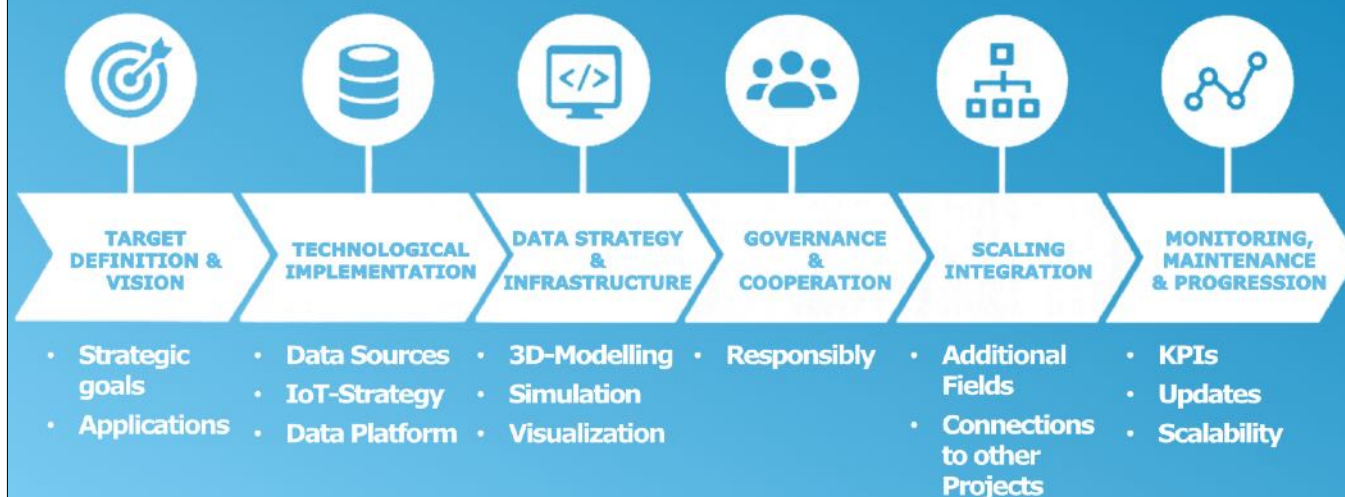 </>
TARGET
DEFINITION &
VISION
TECHNOLOGICAL
IMPLEMENTATION
DATA STRATEGY
&
INFRASTRUCTURE
GOVERNANCE
&
COOPERATION
SCALING
INTEGRATION
MONITORING,
MAINTENANCE
& PROGRESSION
• Strategic
goals
• Applications
• Data Sources
• IoT-Strategy
• Data Platform
• 3D-Modelling
• Simulation
• Visualization
• Responsibly
• Additional
Fields
• Connections
to other
Projects
• KPIs
• Updates
• Scalability